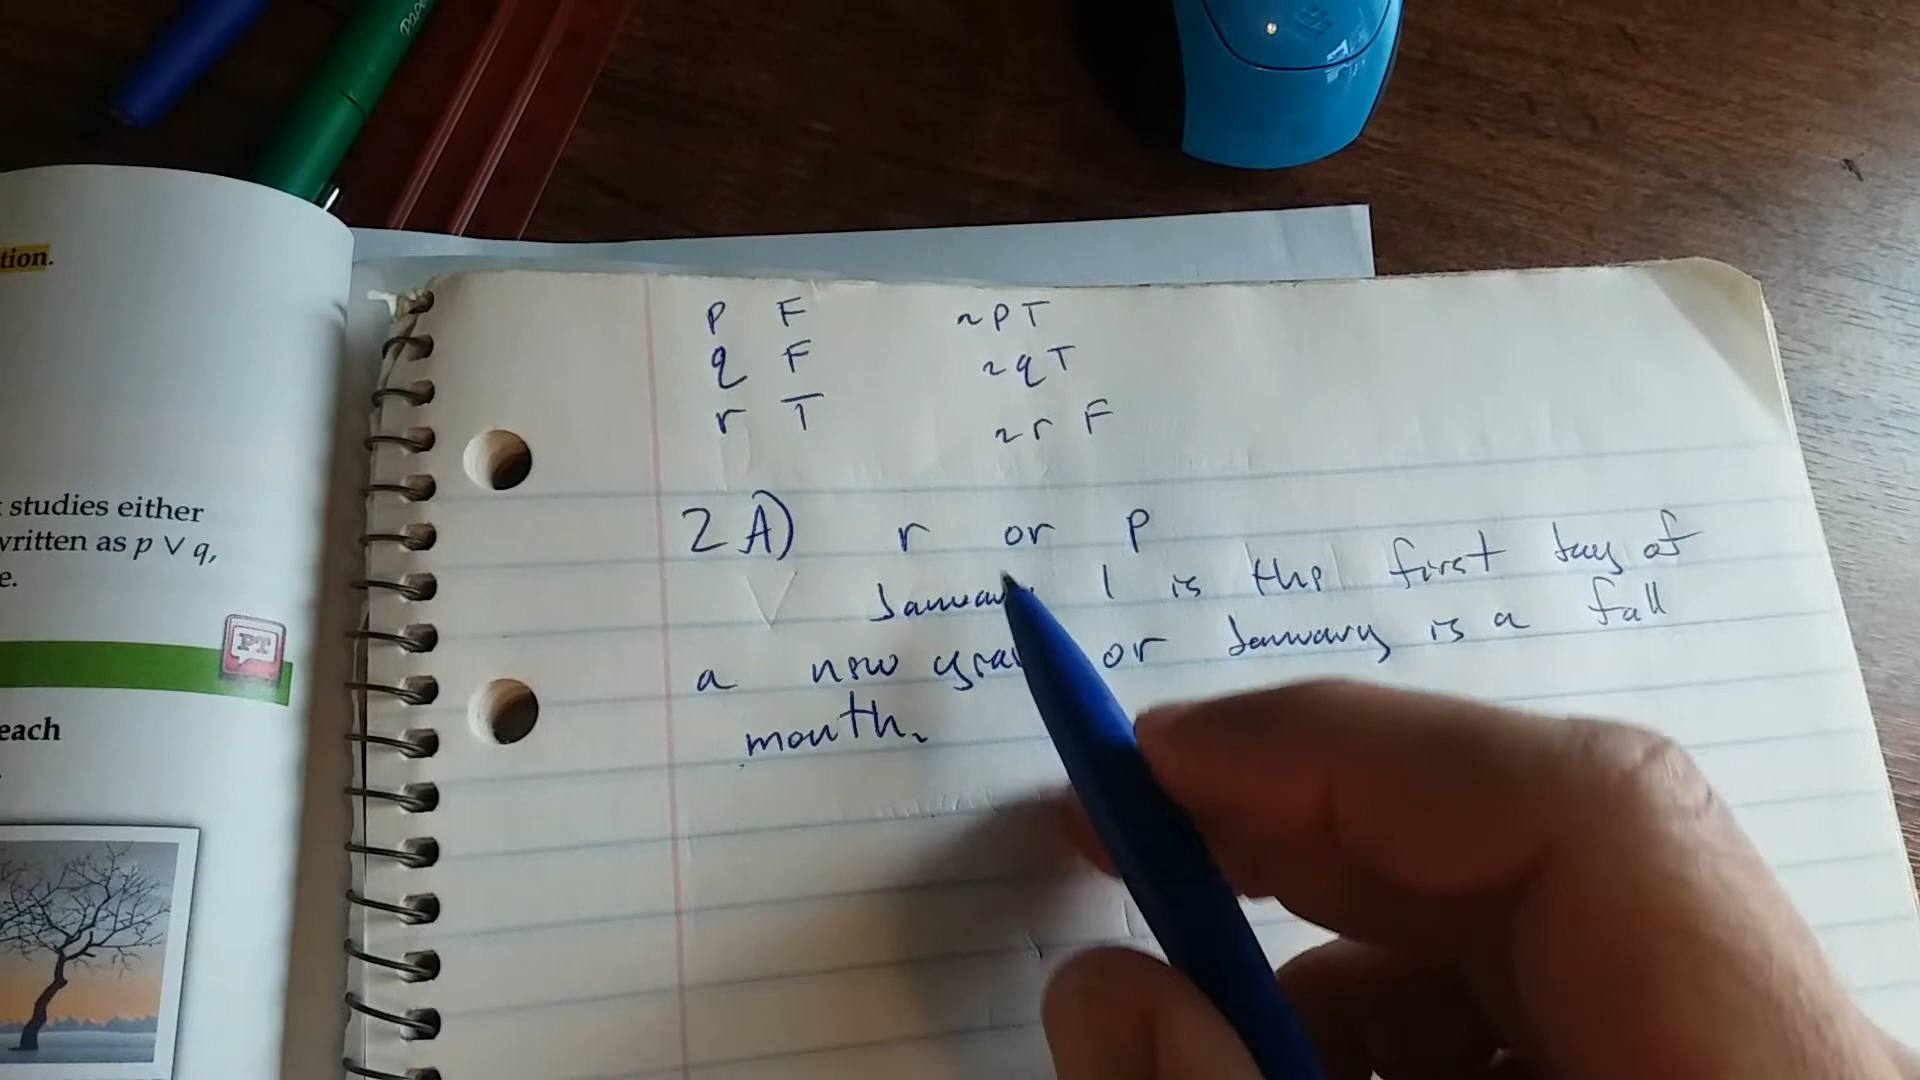 Pape
tion.
studies either
written as p ∨ q,
e.
PT
each
p F ~p T
q F ~q T
r T ~r F
2A) r or p
∨ January 1 is the first day of
a new year or January is a fall
month.